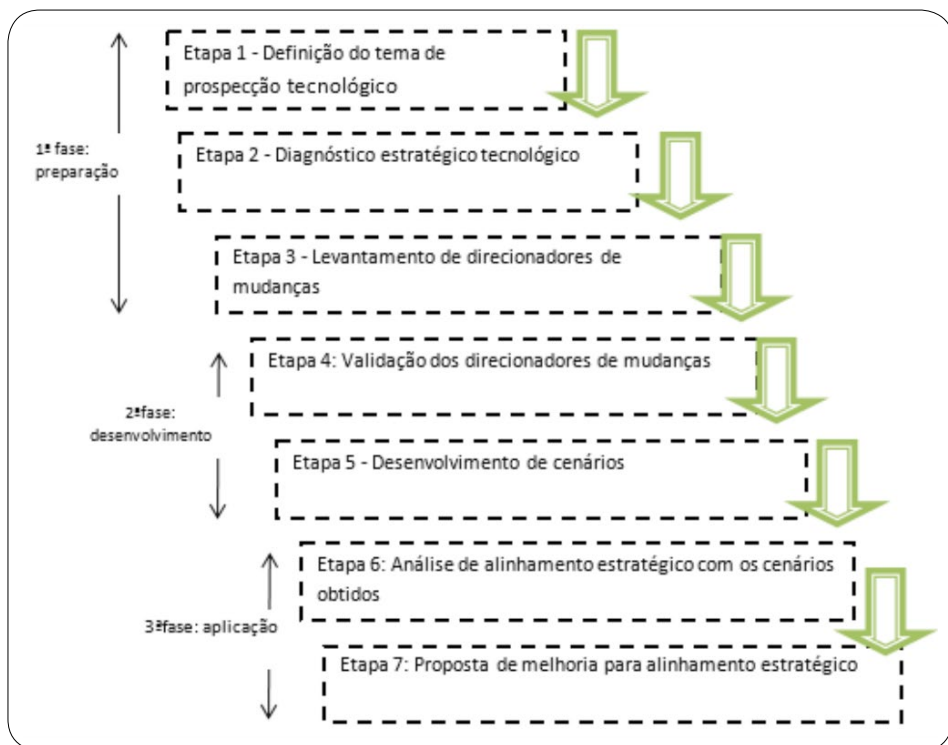 Etapa 1 - Definição do tema de
prospecção tecnológico
1ª fase:
preparação
Etapa 2 - Diagnóstico estratégico tecnológico
Etapa 3 - Levantamento de direcionadores de
mudanças
Etapa 4: Validação dos direcionadores de mudanças
2ªfase:
desenvolvimento
Etapa 5 - Desenvolvimento de cenários
Etapa 6: Análise de alinhamento estratégico com os cenários
obtidos
3ªfase: aplicação
Etapa 7: Proposta de melhoria para alinhamento estratégico